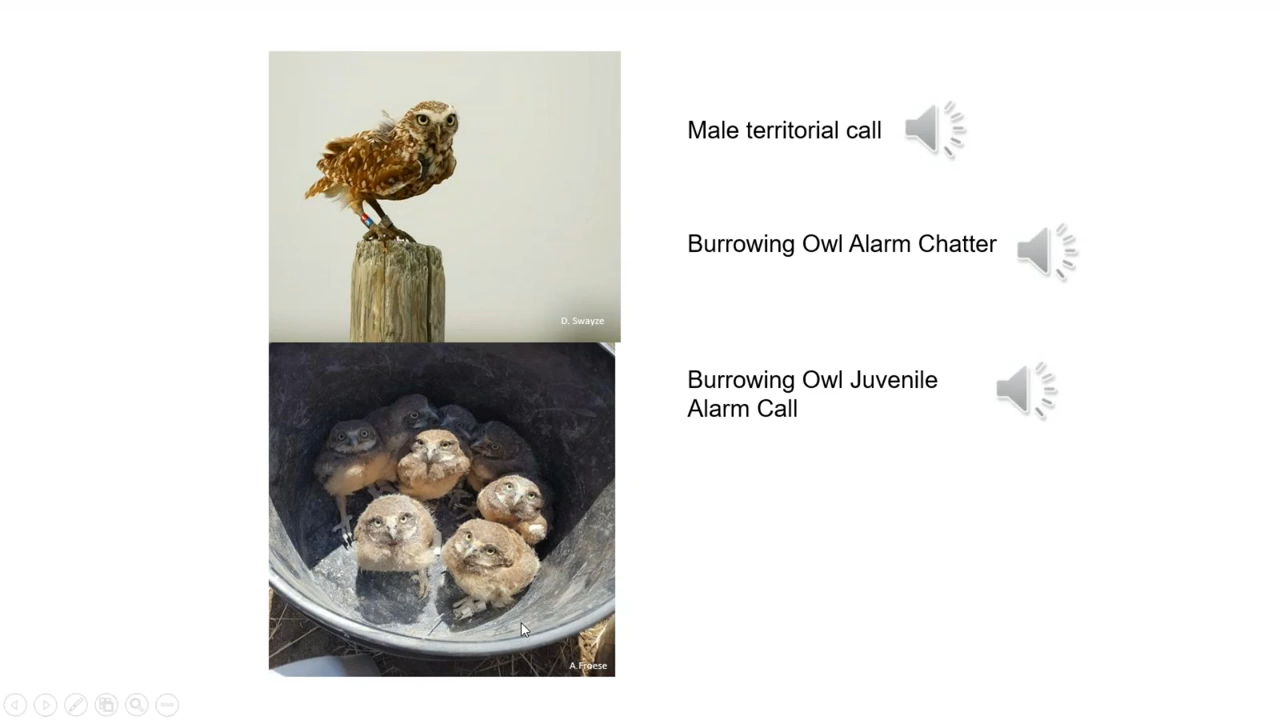 Male territorial call
Burrowing Owl Alarm Chatter
D. Swayze
Burrowing Owl Juvenile
Alarm Call
A.Froese